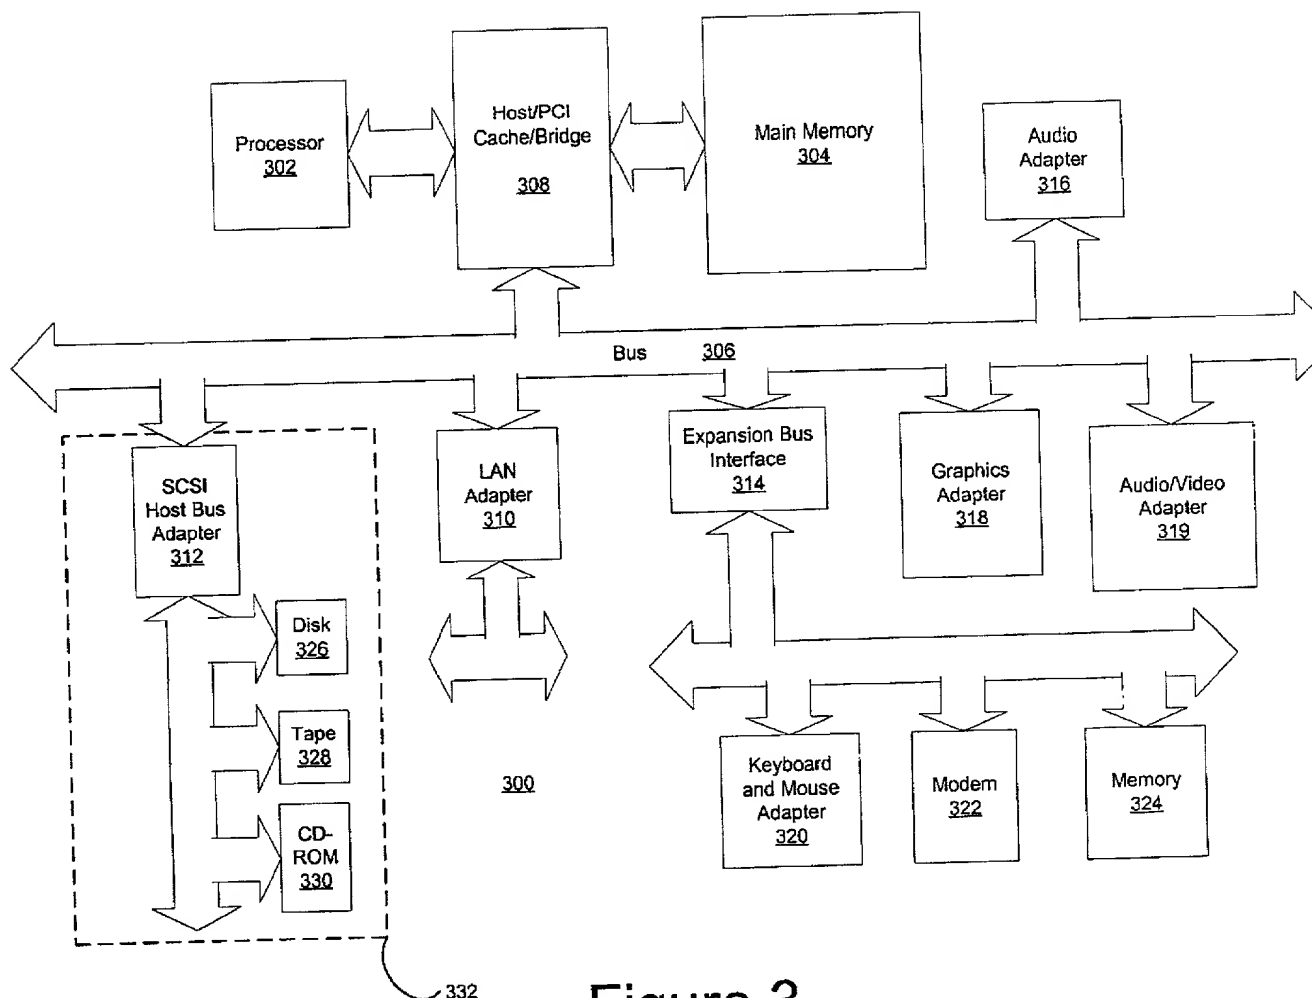 Processor
302
Host/PCI
Cache/Bridge
308
Main Memory
304
Audio
Adapter
316
Bus 306
SCSI
Host Bus
Adapter
312
LAN
Adapter
310
Expansion Bus
Interface
314
Graphics
Adapter
318
Audio/Video
Adapter
319
Disk
326
Tape
328
CD-
ROM
330
300
Keyboard
and Mouse
Adapter
320
Modem
322
Memory
324
332
Figure 3